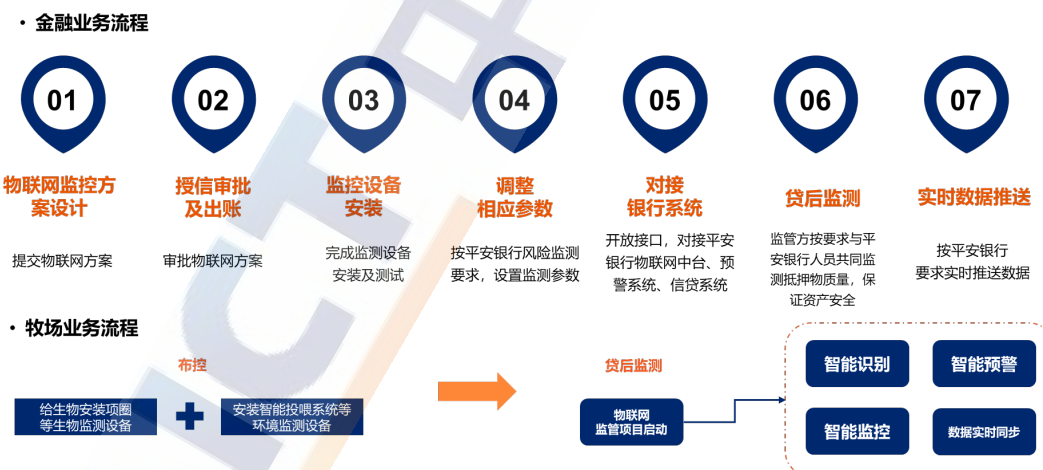 • 金融业务流程
01
02
03
04
05
06
07
物联网监控方
案设计
授信审批
及出账
监控设备
安装
调整
相应参数
对接
银行系统
贷后监测
实时数据推送
提交物联网方案
审批物联网方案
完成监测设备
安装及测试
按平安银行风险监测
要求，设置监测参数
开放接口，对接平安
银行物联网中台、预
警系统、信贷系统
监管方按要求与平
安银行人员共同监
测抵押物质量，保
证资产安全
按平安银行
要求实时推送数据
• 牧场业务流程
布控
给生物安装项圈
等生物监测设备
安装智能投喂系统等
环境监测设备
贷后监测
物联网
监管项目启动
智能识别
智能预警
智能监控
数据实时同步